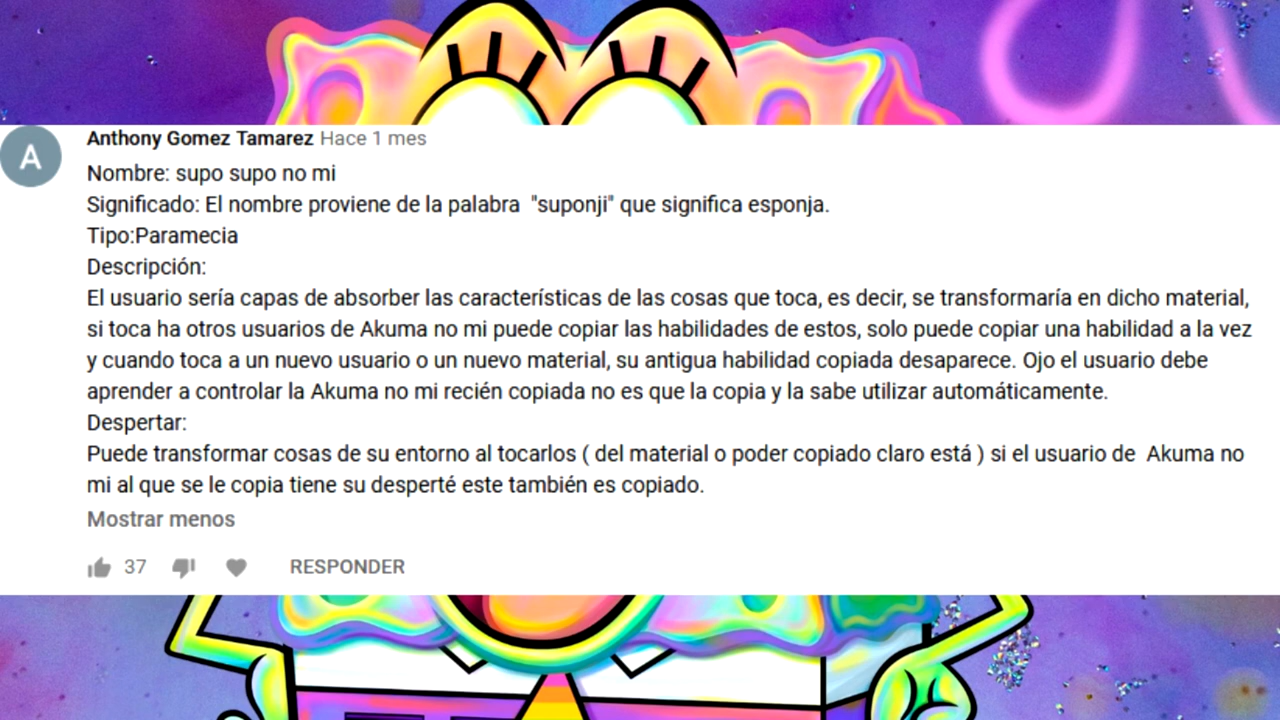 A
Anthony Gomez Tamarez Hace 1 mes
Nombre: supo supo no mi
Significado: El nombre proviene de la palabra  "suponji" que significa esponja.
Tipo:Paramecia
Descripción:
El usuario sería capas de absorber las características de las cosas que toca, es decir, se transformaría en dicho material,
si toca ha otros usuarios de Akuma no mi puede copiar las habilidades de estos, solo puede copiar una habilidad a la vez
y cuando toca a un nuevo usuario o un nuevo material, su antigua habilidad copiada desaparece. Ojo el usuario debe
aprender a controlar la Akuma no mi recién copiada no es que la copia y la sabe utilizar automáticamente.
Despertar:
Puede transformar cosas de su entorno al tocarlos ( del material o poder copiado claro está ) si el usuario de  Akuma no
mi al que se le copia tiene su desperté este también es copiado.
Mostrar menos
37 RESPONDER